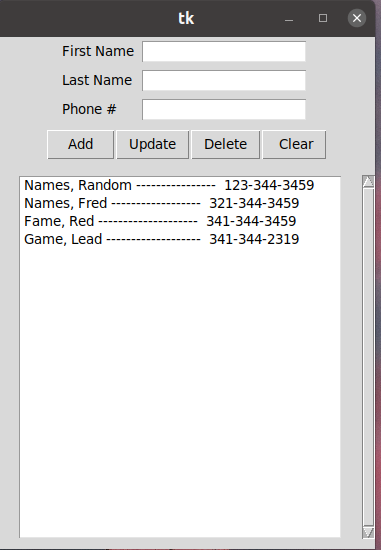 tk
First Name
Last Name
Phone #
Add Update Delete Clear
Names, Random ---------------- 123-344-3459
Names, Fred ------------------ 321-344-3459
Fame, Red -------------------- 341-344-3459
Game, Lead ------------------- 341-344-2319